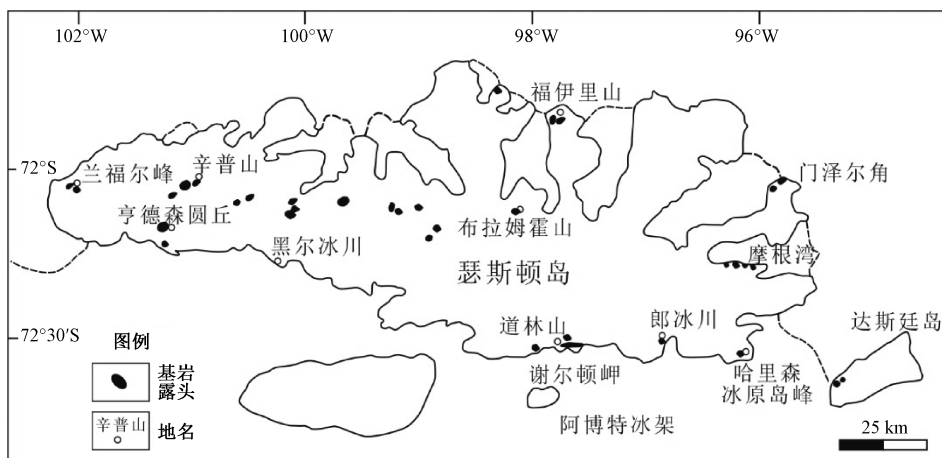 102°W 100°W 98°W 96°W
福伊里山
72°S
兰福尔峰
辛普山
门泽尔角
亨德森圆丘
布拉姆霍山
黑尔冰川
摩根湾
瑟斯顿岛
72°30′S
道林山
郎冰川
达斯廷岛
图例
基岩
露头
谢尔顿岬
哈里森
冰原岛峰
辛普山
地名
阿博特冰架
25 km